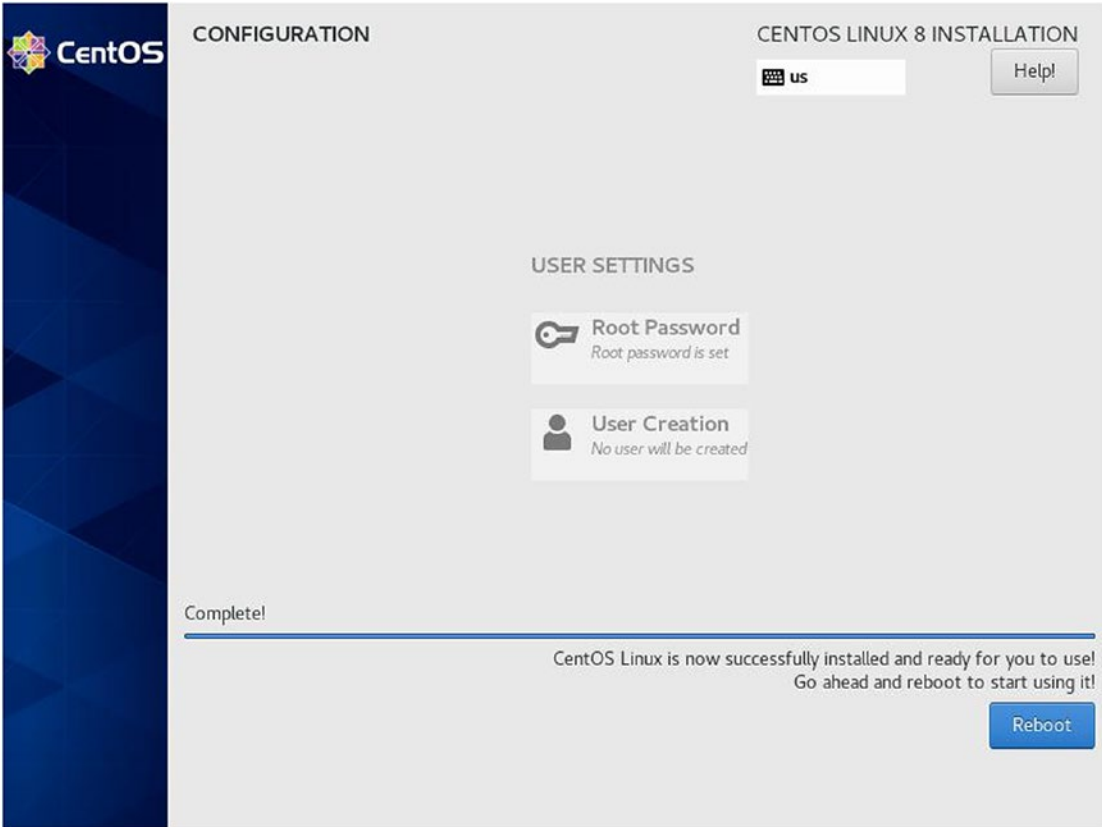 CentOS
CONFIGURATION
CENTOS LINUX 8 INSTALLATION
us
Help!
USER SETTINGS
Root Password
Root password is set
User Creation
No user will be created
Complete!
CentOS Linux is now successfully installed and ready for you to use!
Go ahead and reboot to start using it!
Reboot